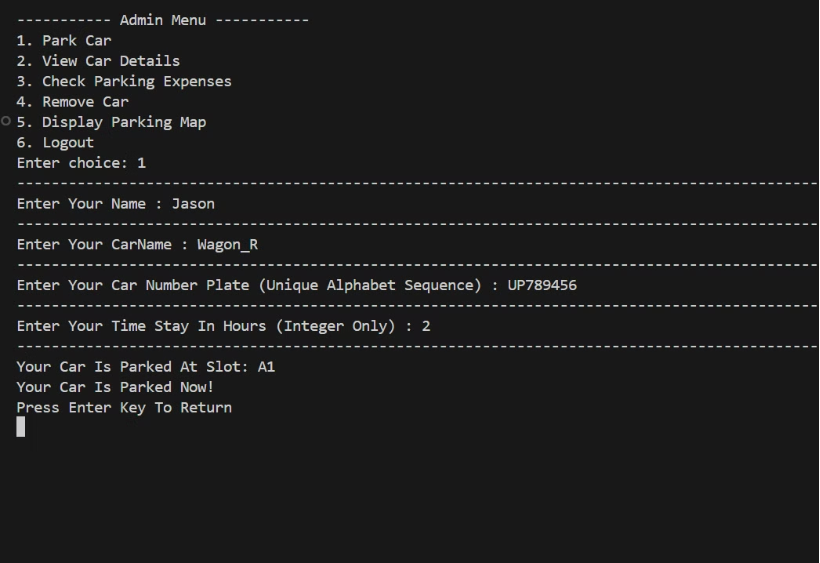 ----------- Admin Menu -----------
1. Park Car
2. View Car Details
3. Check Parking Expenses
4. Remove Car
5. Display Parking Map
6. Logout
Enter choice: 1
---------------------------------------------------------------------------------------------
Enter Your Name : Jason
---------------------------------------------------------------------------------------------
Enter Your CarName : Wagon_R
---------------------------------------------------------------------------------------------
Enter Your Car Number Plate (Unique Alphabet Sequence) : UP789456
---------------------------------------------------------------------------------------------
Enter Your Time Stay In Hours (Integer Only) : 2
---------------------------------------------------------------------------------------------
Your Car Is Parked At Slot: A1
Your Car Is Parked Now!
Press Enter Key To Return